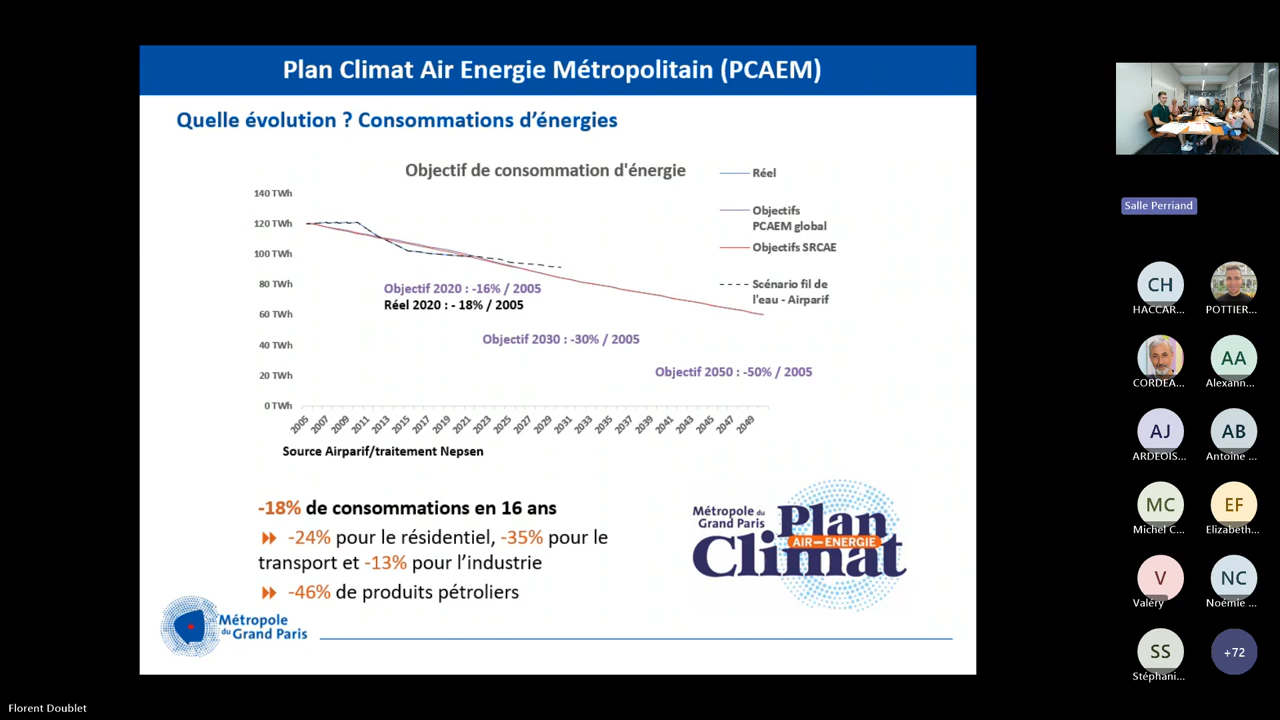 Plan Climat Air Energie Métropolitain (PCAEM)
Quelle évolution ? Consommations d'énergies
Objectif de consommation d'énergie
140 TWh
120 TWh
100 TWh
80 TWh
60 TWh
40 TWh
20 TWh
0 TWh
Réel
Objectifs
PCAEM global
Objectifs SRCAE
Scénario fil de
l'eau - Airparif
Objectif 2020 : -16% / 2005
Réel 2020 : - 18% / 2005
Objectif 2030 : -30% / 2005
Objectif 2050 : -50% / 2005
2005 2007 2009 2011 2013 2015 2017 2019 2021 2023 2025 2027 2029 2031 2033 2035 2037 2039 2041 2043 2045 2047 2049
Source Airparif/traitement Nepsen
-18% de consommations en 16 ans
-24% pour le résidentiel, -35% pour le
transport et -13% pour l'industrie
-46% de produits pétroliers
Métropole du
Grand Paris
Plan
AIR—ENERGIE
Climat
Métropole
du Grand Paris
Salle Perriand
CH
HACCAR...
POTTIER...
CORDEA...
AA
Alexann...
AJ
ARDEOIS...
AB
Antoine ...
MC
Michel C...
EF
Elizabeth...
V
Valéry
NC
Noémie ...
SS
Stéphani...
+72
Florent Doublet